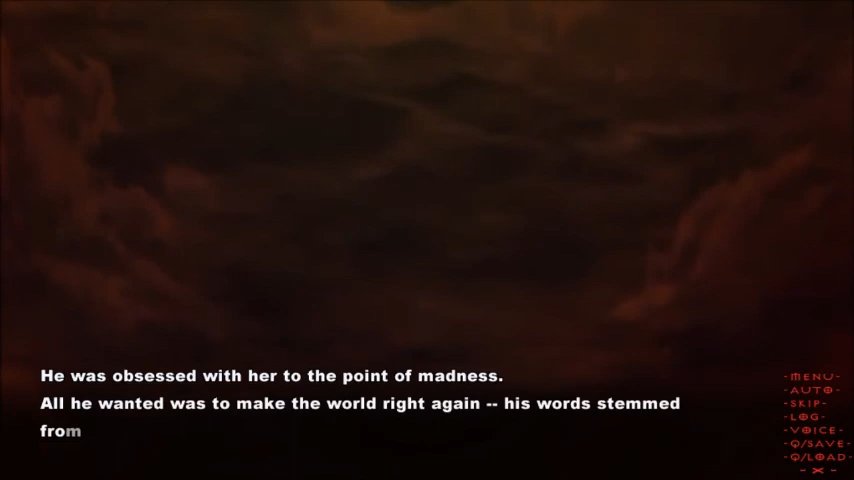 He was obsessed with her to the point of madness.
All he wanted was to make the world right again -- his words stemmed
from
-MENU-
-AUTO-
-SKIP-
-LOG-
-VOICE-
-Q/SAVE-
-Q/LOAD-
-X-